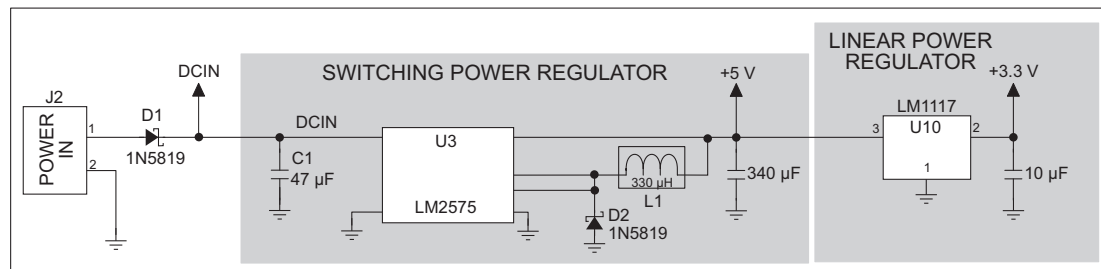 LINEAR POWER
REGULATOR
SWITCHING POWER REGULATOR
DCIN
+5 V
+3.3 V
J2
POWER
IN
1
2
D1
1N5819
DCIN
C1
47 µF
U3
LM2575
330 µH
L1
D2
1N5819
340 µF
LM1117
3
U10
2
1
10 µF